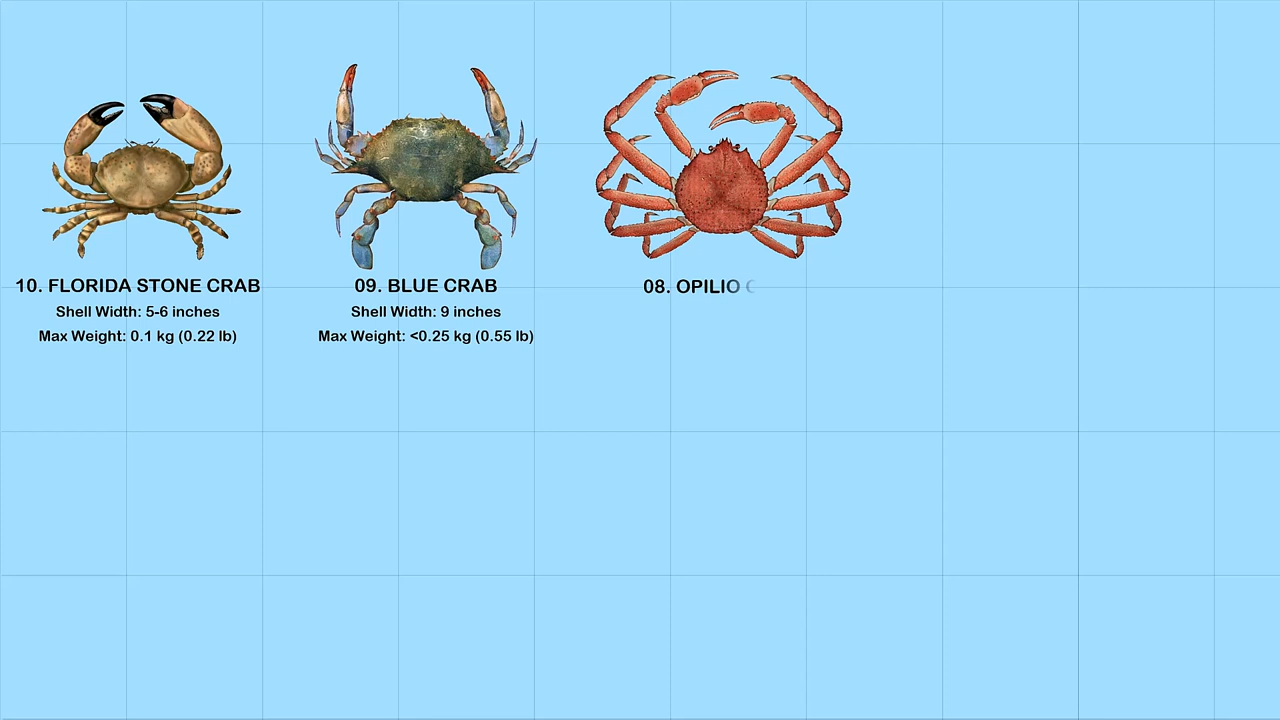 10. FLORIDA STONE CRAB
Shell Width: 5-6 inches
Max Weight: 0.1 kg (0.22 lb)
09. BLUE CRAB
Shell Width: 9 inches
Max Weight: <0.25 kg (0.55 lb)
08. OPILIO